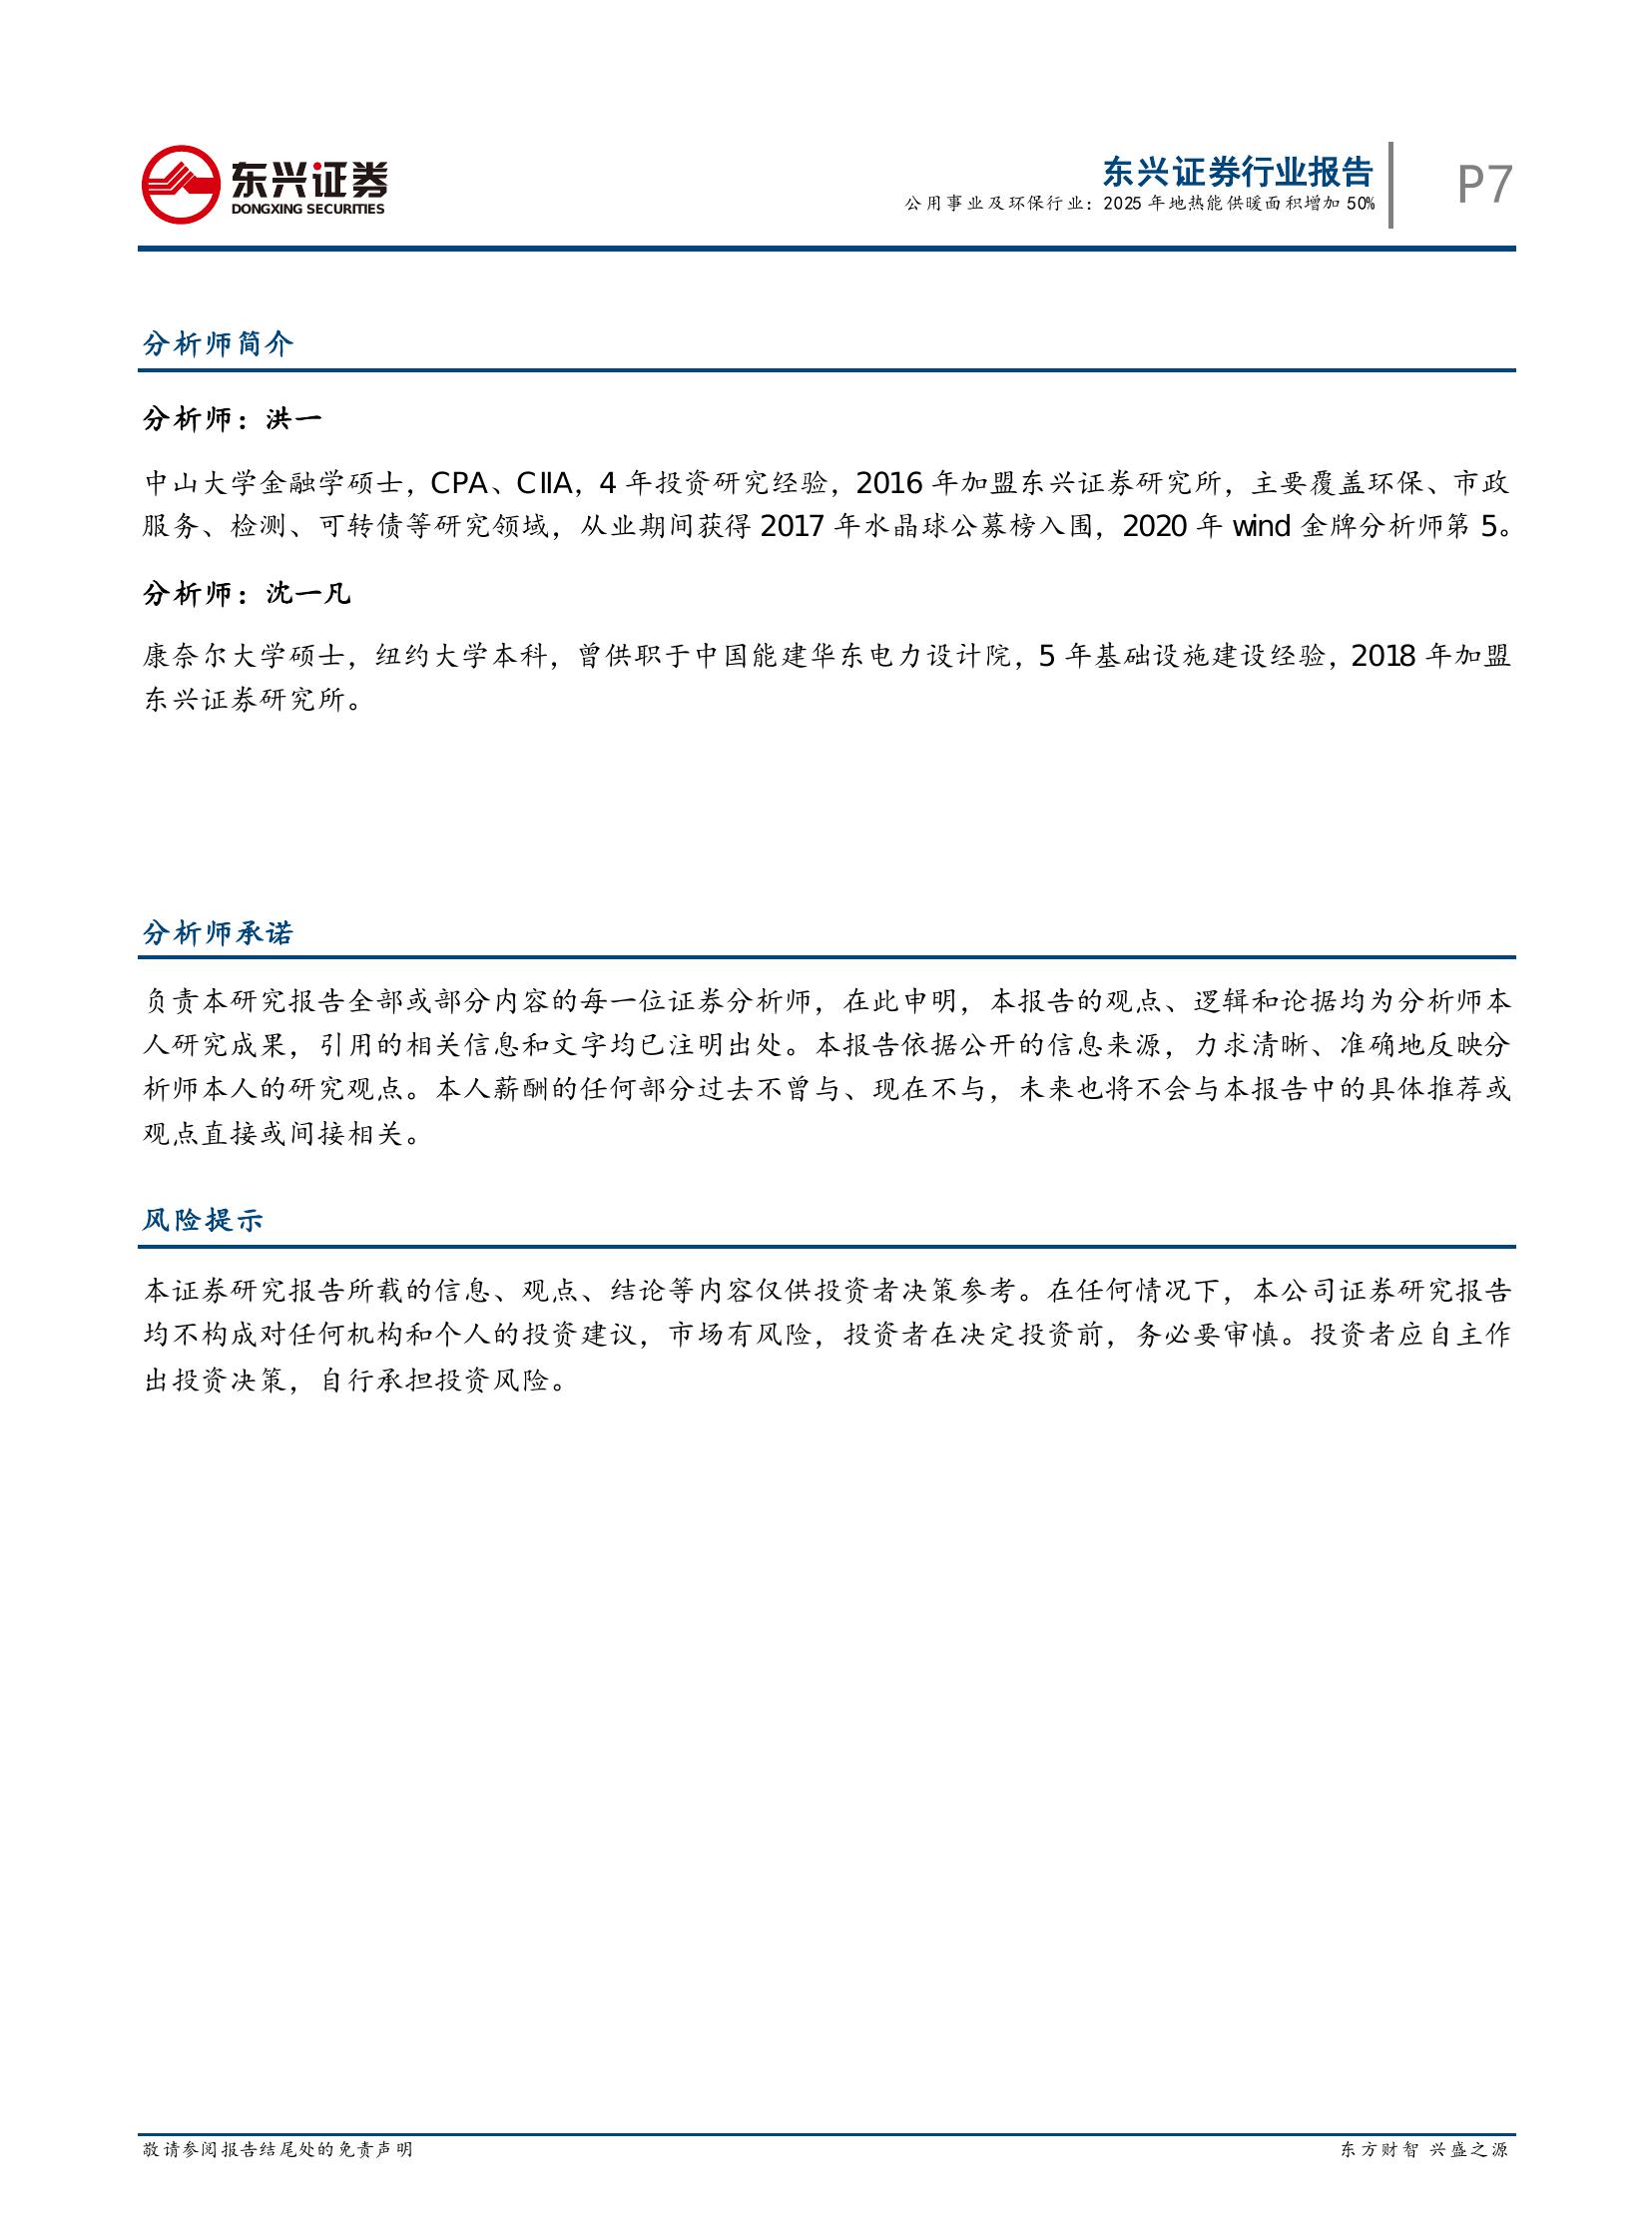 东兴证券
DONGXING SECURITIES
东兴证券行业报告
公用事业及环保行业：2025 年地热能供暖面积增加 50%
P7
分析师简介
分析师：洪一
中山大学金融学硕士，CPA、CIIA，4 年投资研究经验，2016 年加盟东兴证券研究所，主要覆盖环保、市政
服务、检测、可转债等研究领域，从业期间获得 2017 年水晶球公募榜入围，2020 年 wind 金牌分析师第 5。
分析师：沈一凡
康奈尔大学硕士，纽约大学本科，曾供职于中国能建华东电力设计院，5 年基础设施建设经验，2018 年加盟
东兴证券研究所。
分析师承诺
负责本研究报告全部或部分内容的每一位证券分析师，在此申明，本报告的观点、逻辑和论据均为分析师本
人研究成果，引用的相关信息和文字均已注明出处。本报告依据公开的信息来源，力求清晰、准确地反映分
析师本人的研究观点。本人薪酬的任何部分过去不曾与、现在不与，未来也将不会与本报告中的具体推荐或
观点直接或间接相关。
风险提示
本证券研究报告所载的信息、观点、结论等内容仅供投资者决策参考。在任何情况下，本公司证券研究报告
均不构成对任何机构和个人的投资建议，市场有风险，投资者在决定投资前，务必要审慎。投资者应自主作
出投资决策，自行承担投资风险。
敬请参阅报告结尾处的免责声明
东方财智 兴盛之源